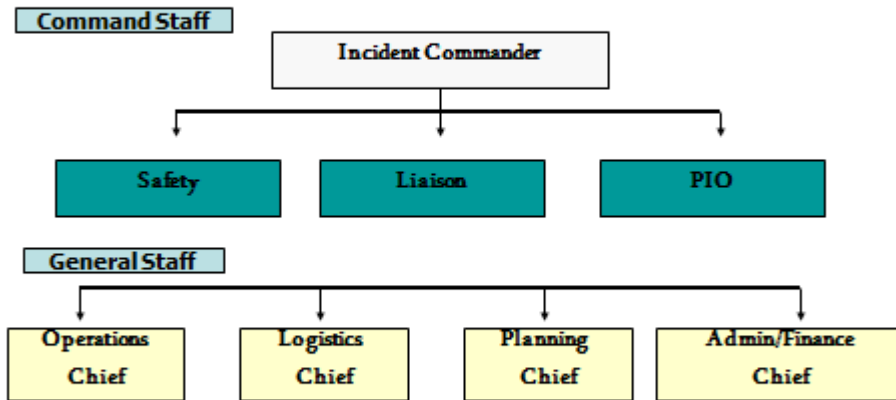 Command Staff
Incident Commander
Safety
Liaison
PIO
General Staff
Operations
Chief
Logistics
Chief
Planning
Chief
Admin/Finance
Chief